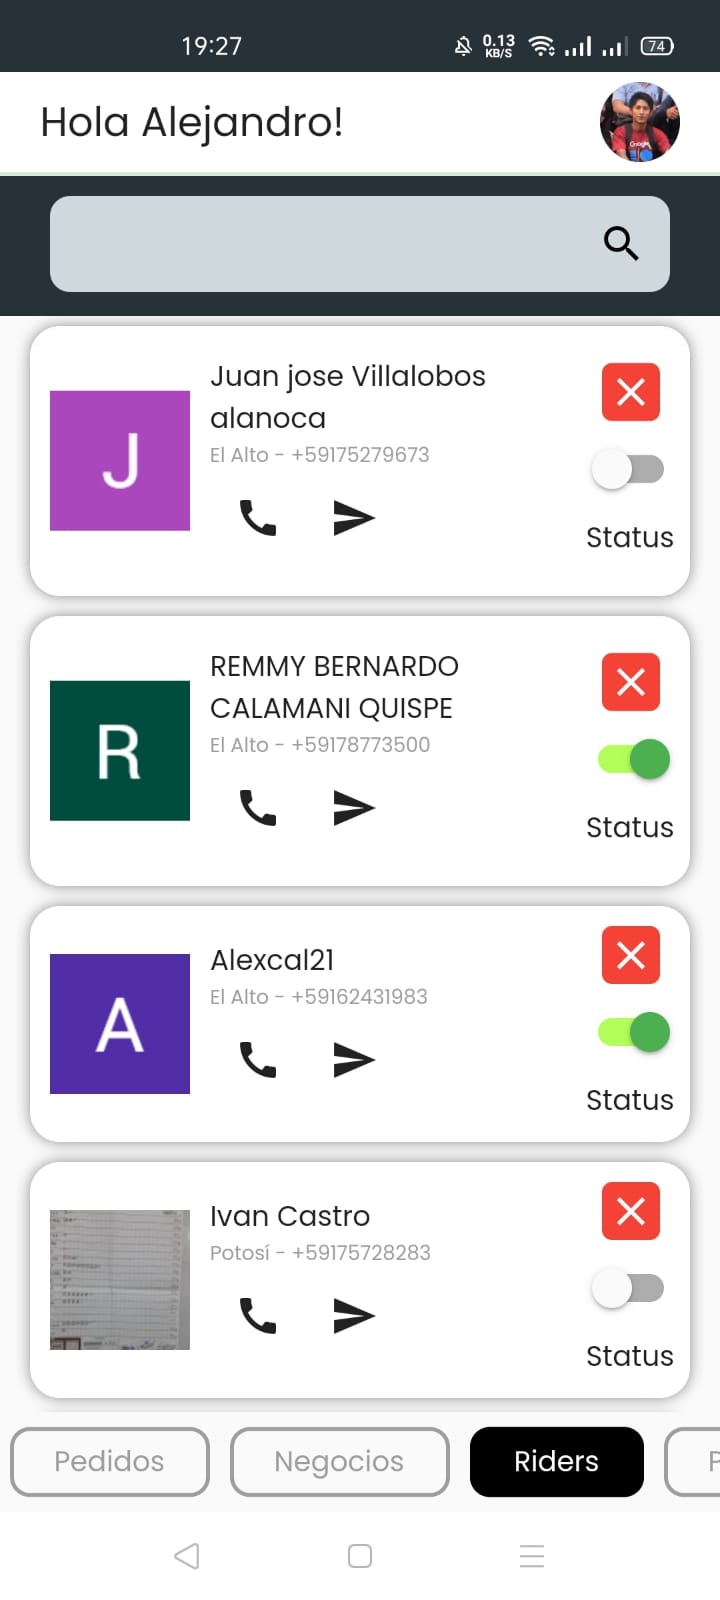 19:27
0.13
KB/S
74
Hola Alejandro!
Google
J
Juan jose Villalobos
alanoca
El Alto - +59175279673
Status
R
REMMY BERNARDO
CALAMANI QUISPE
El Alto - +59178773500
Status
A
Alexcal21
El Alto - +59162431983
Status
Ivan Castro
Potosí - +59175728283
Status
Pedidos
Negocios
Riders